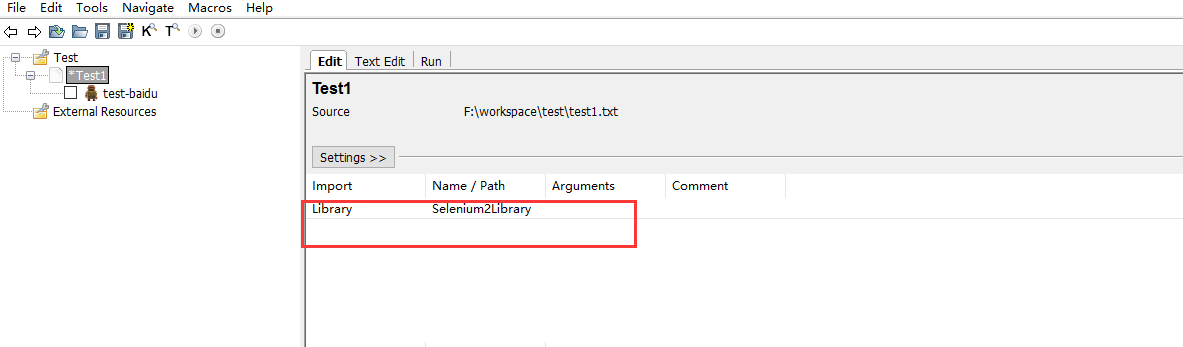 File Edit Tools Navigate Macros Help
Test
*Test1
test-baidu
External Resources
Edit Text Edit Run
Test1
Source F:\workspace\test\test1.txt
Settings >>
Import Name / Path Arguments Comment
Library Selenium2Library